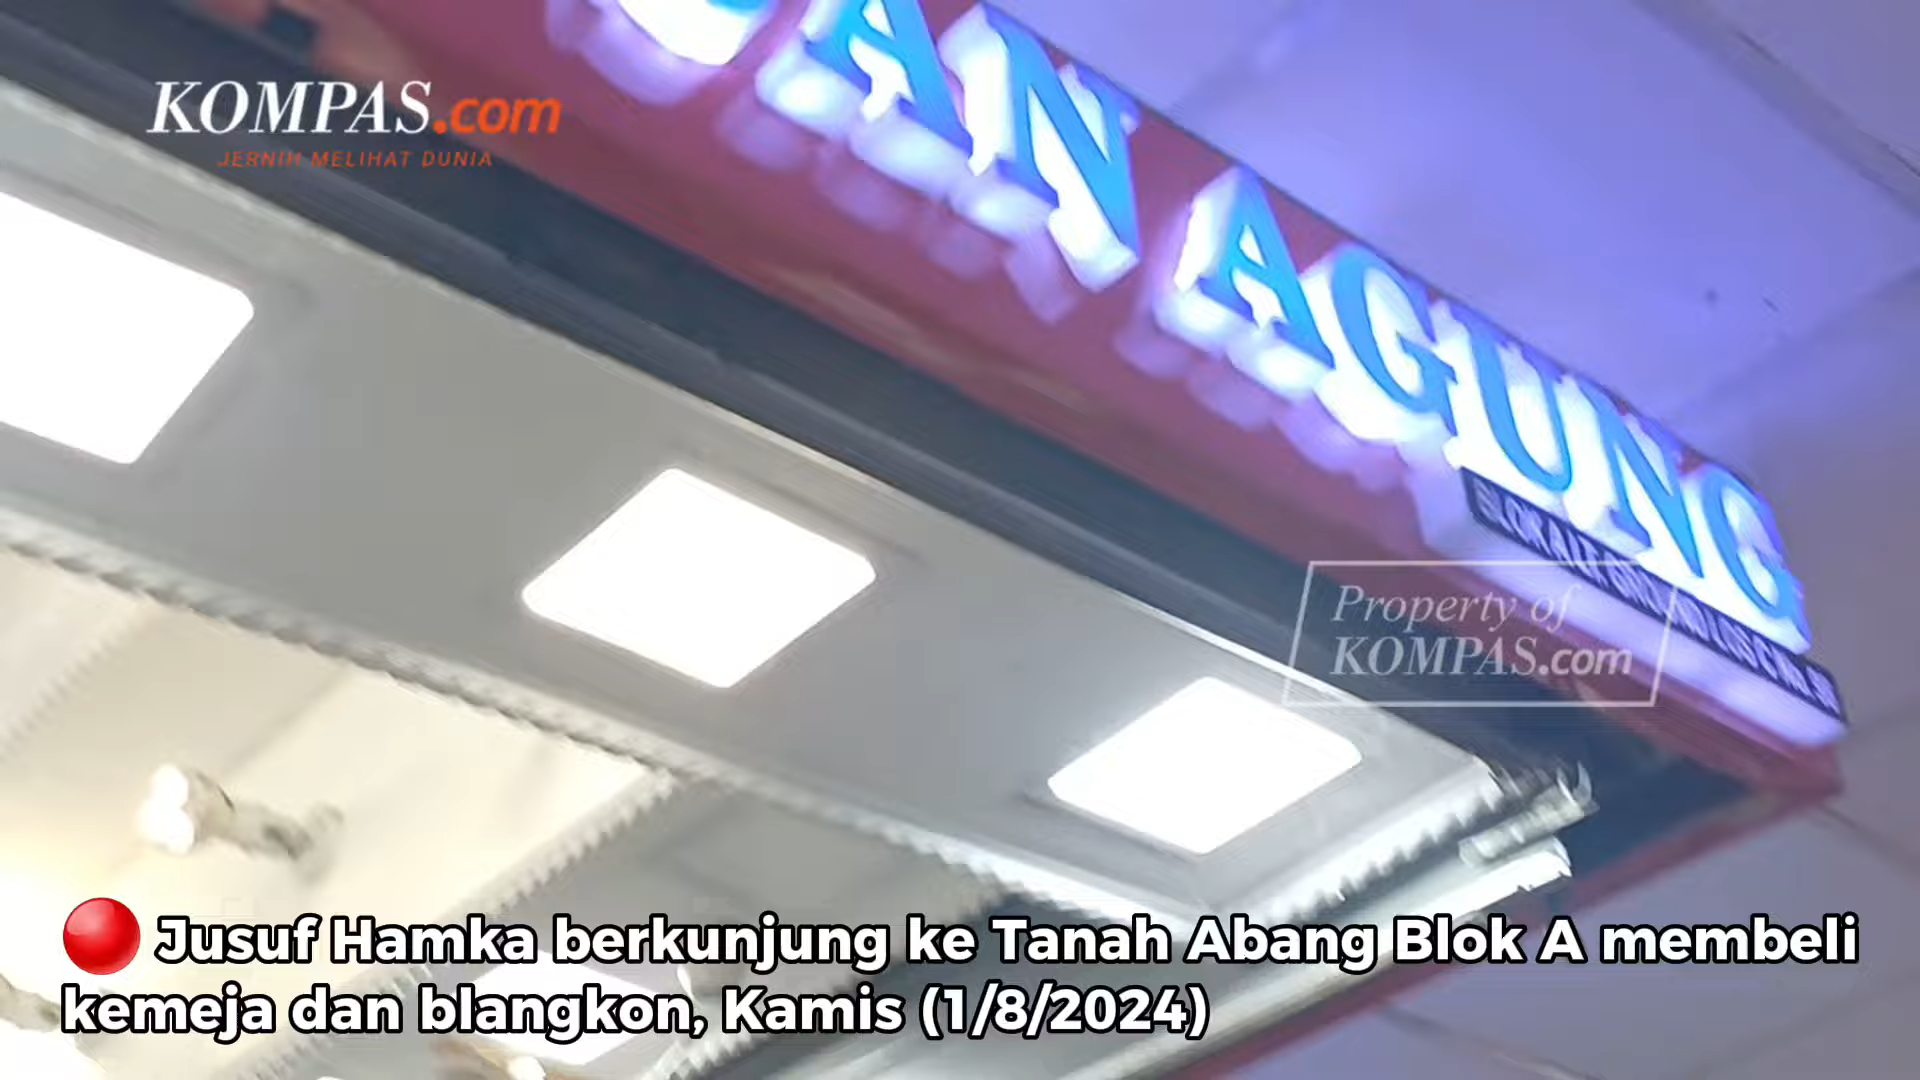 KOMPAS.com
JERNIH MELIHAT DUNIA
AN AGUNG
Property of
KOMPAS.com
Jusuf Hamka berkunjung ke Tanah Abang Blok A membeli
kemeja dan blangkon, Kamis (1/8/2024)